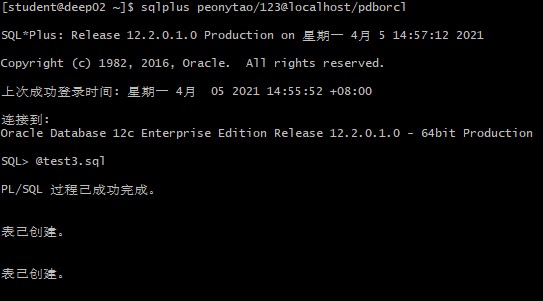 [student@deep02 ~]$ sqlplus peonytao/123@localhost/pdborcl
SQL*Plus: Release 12.2.0.1.0 Production on 星期一 4月 5 14:57:12 2021
Copyright (c) 1982, 2016, Oracle.  All rights reserved.
上次成功登录时间: 星期一 4月  05 2021 14:55:52 +08:00
连接到:
Oracle Database 12c Enterprise Edition Release 12.2.0.1.0 - 64bit Production
SQL> @test3.sql
PL/SQL 过程已成功完成。
表已创建。
表已创建。